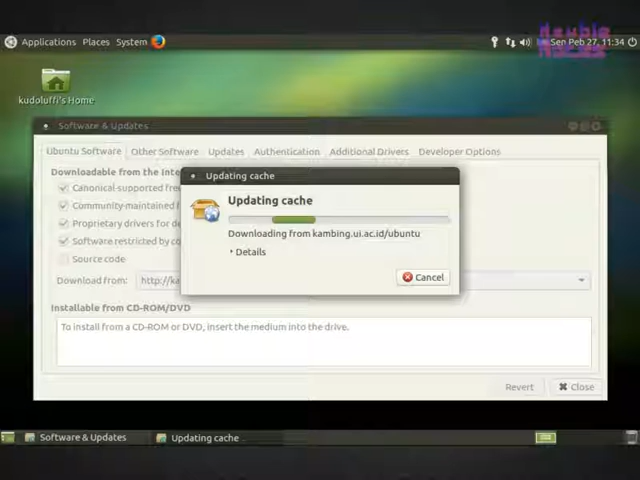 Applications Places System
Sen Peb 27, 11:34
kudoluffi's Home
Software & Updates
Ubuntu Software Other Software Updates Authentication Additional Drivers Developer Options
Downloadable from the Inte
Canonical-supported fre
Community-maintained f
Proprietary drivers for de
Software restricted by co
Source code
Download from: http://ka
Updating cache
Updating cache
Downloading from kambing.ui.ac.id/ubuntu
Details
Cancel
Installable from CD-ROM/DVD
To install from a CD-ROM or DVD, insert the medium into the drive.
Revert Close
Software & Updates Updating cache